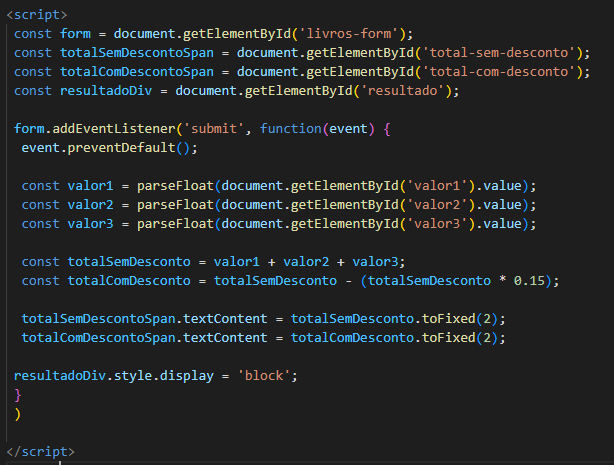 <script>
const form = document.getElementById('livros-form');
const totalSemDescontoSpan = document.getElementById('total-sem-desconto');
const totalComDescontoSpan = document.getElementById('total-com-desconto');
const resultadoDiv = document.getElementById('resultado');
form.addEventListener('submit', function(event) {
event.preventDefault();
const valor1 = parseFloat(document.getElementById('valor1').value);
const valor2 = parseFloat(document.getElementById('valor2').value);
const valor3 = parseFloat(document.getElementById('valor3').value);
const totalSemDesconto = valor1 + valor2 + valor3;
const totalComDesconto = totalSemDesconto - (totalSemDesconto * 0.15);
totalSemDescontoSpan.textContent = totalSemDesconto.toFixed(2);
totalComDescontoSpan.textContent = totalComDesconto.toFixed(2);
resultadoDiv.style.display = 'block';
}
)
</script>